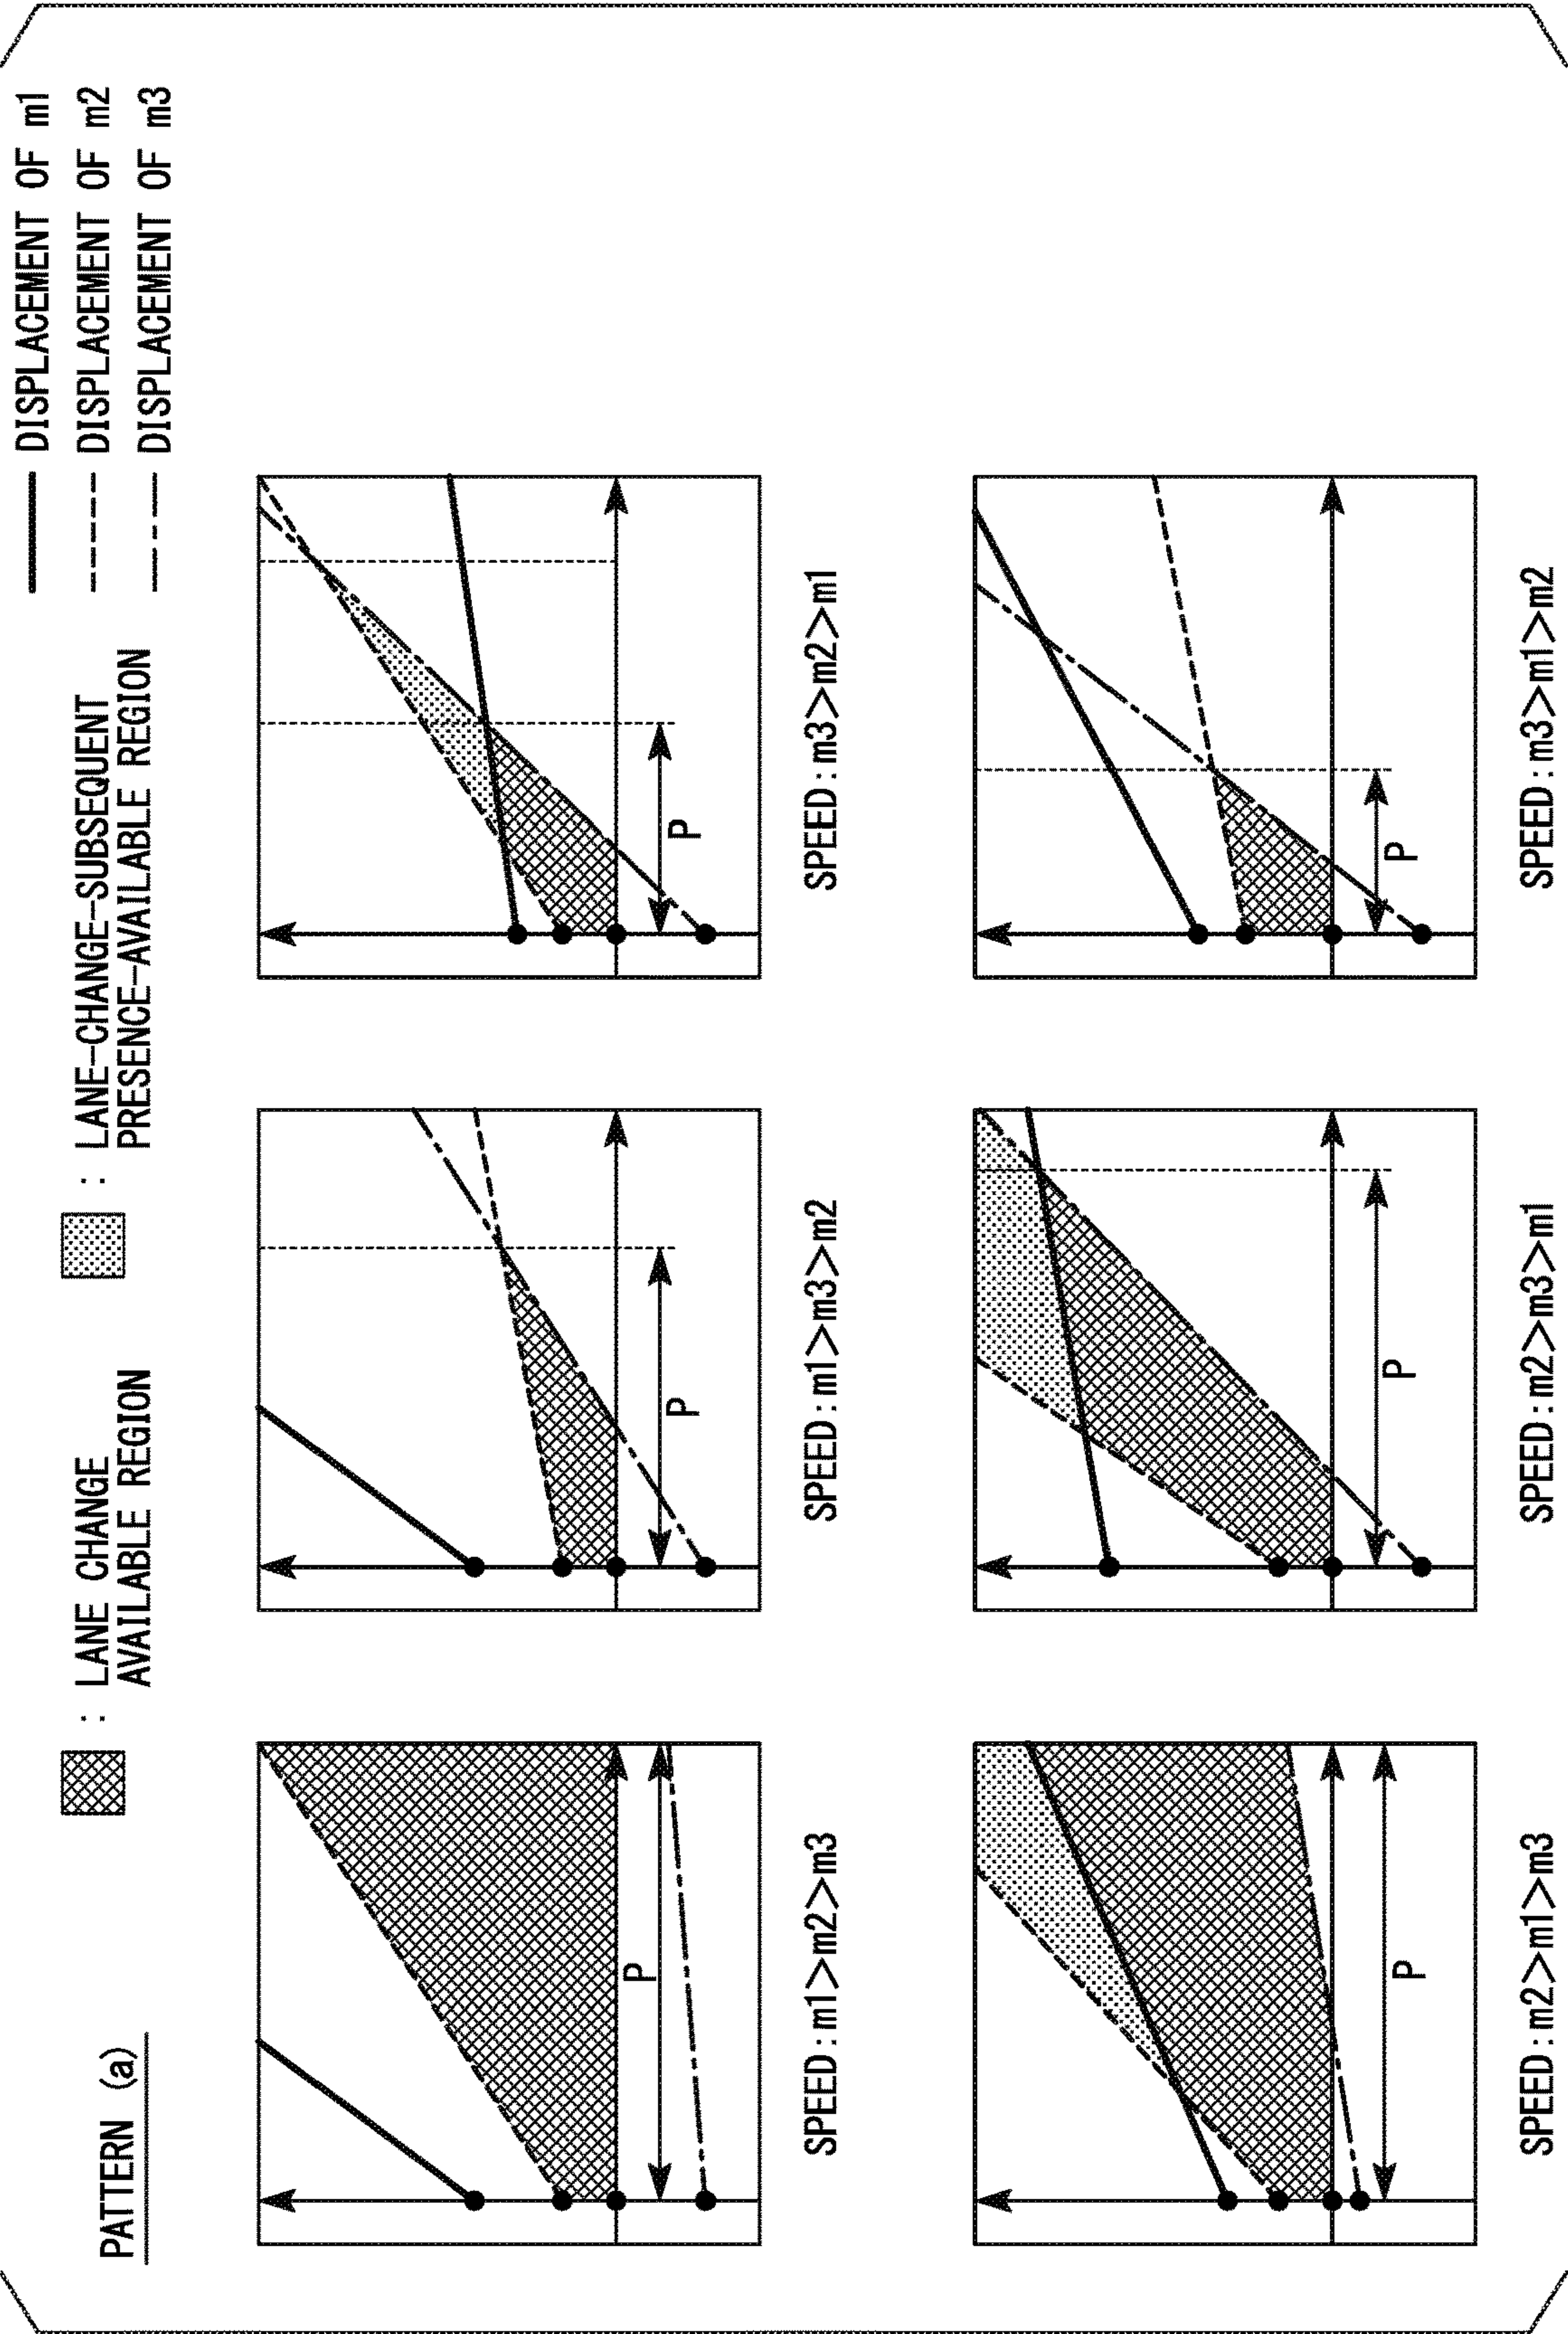 PATTERN (a)
: LANE CHANGE
AVAILABLE REGION
: LANE-CHANGE-SUBSEQUENT
PRESENCE-AVAILABLE REGION
DISPLACEMENT OF m1
DISPLACEMENT OF m2
DISPLACEMENT OF m3
P
P
P
SPEED:m1>m2>m3
SPEED:m1>m3>m2
SPEED:m3>m2>m1
P
P
P
SPEED:m2>m1>m3
SPEED:m2>m3>m1
SPEED:m3>m1>m2